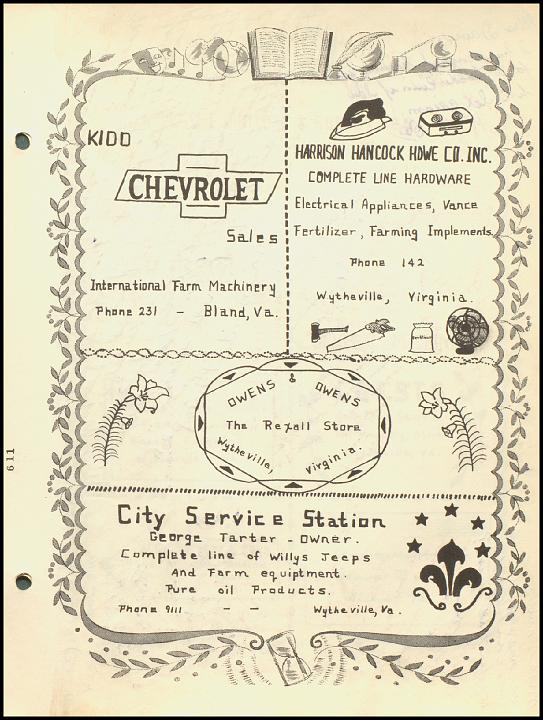 KIDD
CHEVROLET
Sales
International Farm Machinery
Phone 231 - Bland, Va.
HARRISON HANCOCK HOWE CO. INC.
COMPLETE LINE HARDWARE
Electrical Appliances, Vance
Fertilizer, Farming Implements.
Phone 142
Wytheville, Virginia.
OWENS & OWENS
The Rexall Store
Wytheville, Virginia.
City Service Station
George Tarter - OWNER.
Complete line of Willys Jeeps
And Farm equiptment.
Pure oil Products.
Phone 9111 - - Wytheville, Va.
119